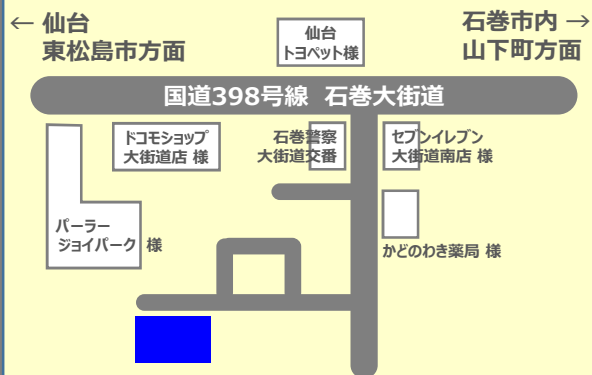 ← 仙台
東松島市方面
石巻市内 →
山下町方面
仙台
トヨペット様
国道398号線 石巻大街道
ドコモショップ
大街道店 様
石巻警察
大街道交番
セブンイレブン
大街道南店 様
パーラー
ジョイパーク 様
かどのわき薬局 様